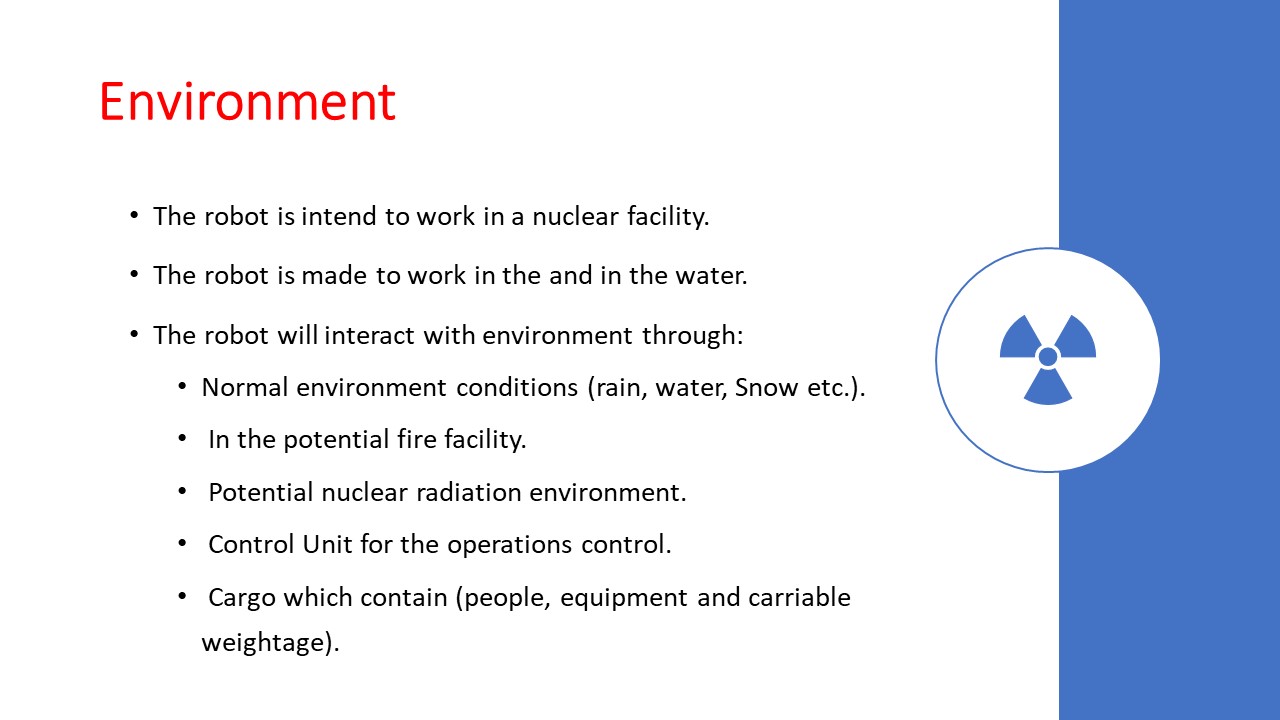 Environment
• The robot is intend to work in a nuclear facility.
• The robot is made to work in the and in the water.
• The robot will interact with environment through:
• Normal environment conditions (rain, water, Snow etc.).
• In the potential fire facility.
• Potential nuclear radiation environment.
• Control Unit for the operations control.
• Cargo which contain (people, equipment and carriable
weightage).